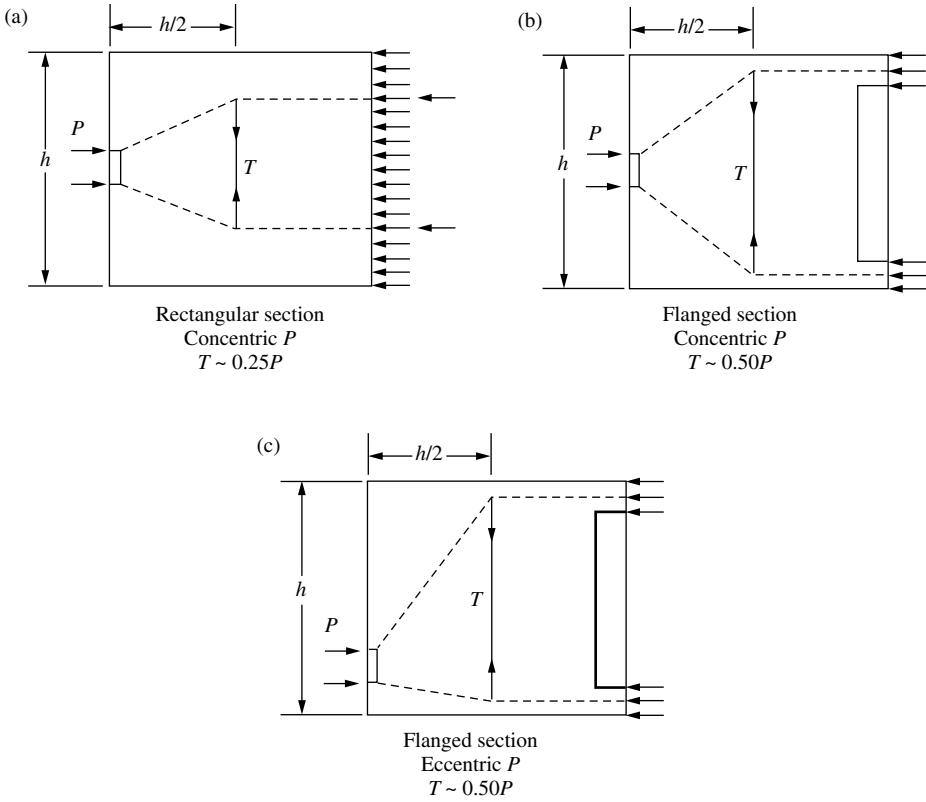 (a)
h/2
P
h
T
Rectangular section
Concentric P
T ~ 0.25P
(b)
h/2
P
h
T
Flanged section
Concentric P
T ~ 0.50P
(c)
h/2
h
T
P
Flanged section
Eccentric P
T ~ 0.50P